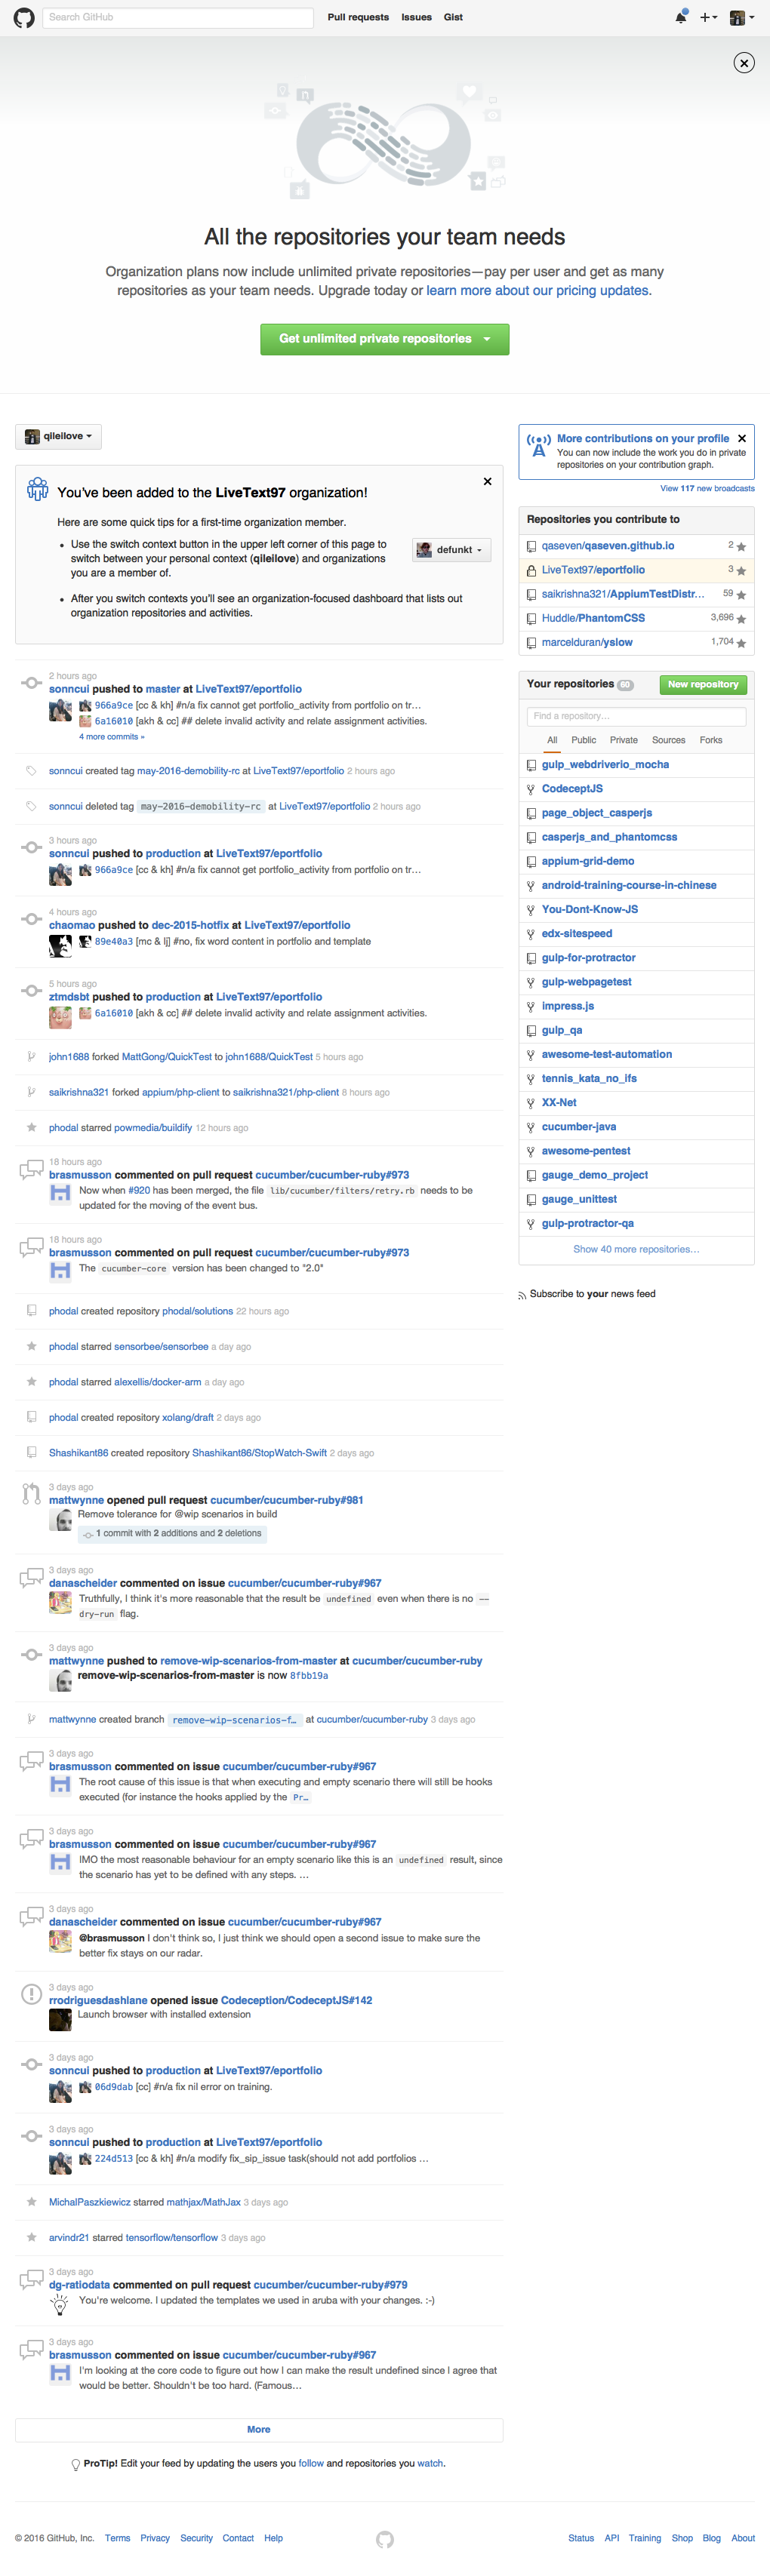 Search GitHub
Pull requests Issues Gist
All the repositories your team needs
Organization plans now include unlimited private repositories—pay per user and get as many
repositories as your team needs. Upgrade today or learn more about our pricing updates.
Get unlimited private repositories
qileilove
You've been added to the LiveText97 organization!
Here are some quick tips for a first-time organization member.
• Use the switch context button in the upper left corner of this page to
switch between your personal context (qileilove) and organizations
you are a member of.
defunkt
• After you switch contexts you'll see an organization-focused dashboard that lists out
organization repositories and activities.
2 hours ago
sonncui pushed to master at LiveText97/eportfolio
966a9ce [cc & kh] #n/a fix cannot get portfolio_activity from portfolio on tr…
6a16010 [akh & cc] ## delete invalid activity and relate assignment activities.
4 more commits »
sonncui created tag may-2016-demobility-rc at LiveText97/eportfolio 2 hours ago
sonncui deleted tag may-2016-demobility-rc at LiveText97/eportfolio 2 hours ago
3 hours ago
sonncui pushed to production at LiveText97/eportfolio
966a9ce [cc & kh] #n/a fix cannot get portfolio_activity from portfolio on tr…
4 hours ago
chaomao pushed to dec-2015-hotfix at LiveText97/eportfolio
89e40a3 [mc & lj] #no, fix word content in portfolio and template
5 hours ago
ztmdsbt pushed to production at LiveText97/eportfolio
6a16010 [akh & cc] ## delete invalid activity and relate assignment activities.
john1688 forked MattGong/QuickTest to john1688/QuickTest 5 hours ago
saikrishna321 forked appium/php-client to saikrishna321/php-client 8 hours ago
phodal starred powmedia/buildify 12 hours ago
18 hours ago
brasmusson commented on pull request cucumber/cucumber-ruby#973
Now when #920 has been merged, the file lib/cucumber/filters/retry.rb needs to be
updated for the moving of the event bus.
18 hours ago
brasmusson commented on pull request cucumber/cucumber-ruby#973
The cucumber-core version has been changed to "2.0"
phodal created repository phodal/solutions 22 hours ago
phodal starred sensorbee/sensorbee a day ago
phodal starred alexellis/docker-arm a day ago
phodal created repository xolang/draft 2 days ago
Shashikant86 created repository Shashikant86/StopWatch-Swift 2 days ago
3 days ago
mattwynne opened pull request cucumber/cucumber-ruby#981
Remove tolerance for @wip scenarios in build
1 commit with 2 additions and 2 deletions
3 days ago
danascheider commented on issue cucumber/cucumber-ruby#967
Truthfully, I think it's more reasonable that the result be undefined even when there is no --
dry-run flag.
3 days ago
mattwynne pushed to remove-wip-scenarios-from-master at cucumber/cucumber-ruby
remove-wip-scenarios-from-master is now 8fbb19a
mattwynne created branch remove-wip-scenarios-f… at cucumber/cucumber-ruby 3 days ago
3 days ago
brasmusson commented on issue cucumber/cucumber-ruby#967
The root cause of this issue is that when executing and empty scenario there will still be hooks
executed (for instance the hooks applied by the Pr…
3 days ago
brasmusson commented on issue cucumber/cucumber-ruby#967
IMO the most reasonable behaviour for an empty scenario like this is an undefined result, since
the scenario has yet to be defined with any steps. …
3 days ago
danascheider commented on issue cucumber/cucumber-ruby#967
@brasmusson I don't think so, I just think we should open a second issue to make sure the
better fix stays on our radar.
3 days ago
rrodriguesdashlane opened issue Codeception/CodeceptJS#142
Launch browser with installed extension
3 days ago
sonncui pushed to production at LiveText97/eportfolio
06d9dab [cc] #n/a fix nil error on training.
3 days ago
sonncui pushed to production at LiveText97/eportfolio
224d513 [cc & kh] #n/a modify fix_sip_issue task(should not add portfolios …
MichalPaszkiewicz starred mathjax/MathJax 3 days ago
arvindr21 starred tensorflow/tensorflow 3 days ago
3 days ago
dg-ratiodata commented on pull request cucumber/cucumber-ruby#979
You're welcome. I updated the templates we used in aruba with your changes. :-)
3 days ago
brasmusson commented on issue cucumber/cucumber-ruby#967
I'm looking at the core code to figure out how I can make the result undefined since I agree that
would be better. Shouldn't be too hard. (Famous…
More
ProTip! Edit your feed by updating the users you follow and repositories you watch.
More contributions on your profile
You can now include the work you do in private
repositories on your contribution graph.
View 117 new broadcasts
Repositories you contribute to
qaseven/qaseven.github.io 2
LiveText97/eportfolio 3
saikrishna321/AppiumTestDistr… 59
Huddle/PhantomCSS 3,696
marcelduran/yslow 1,704
Your repositories 60
New repository
Find a repository…
All Public Private Sources Forks
gulp_webdriverio_mocha
CodeceptJS
page_object_casperjs
casperjs_and_phantomcss
appium-grid-demo
android-training-course-in-chinese
You-Dont-Know-JS
edx-sitespeed
gulp-for-protractor
gulp-webpagetest
impress.js
gulp_qa
awesome-test-automation
tennis_kata_no_ifs
XX-Net
cucumber-java
awesome-pentest
gauge_demo_project
gauge_unittest
gulp-protractor-qa
Show 40 more repositories…
Subscribe to your news feed
© 2016 GitHub, Inc. Terms Privacy Security Contact Help
Status API Training Shop Blog About